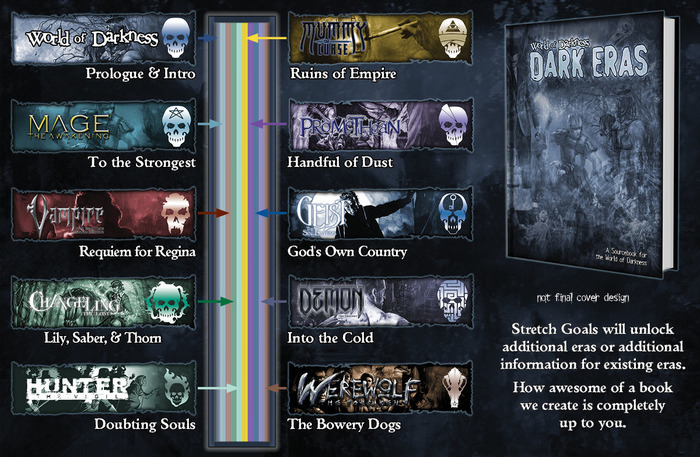 World of Darkness
Prologue & Intro
MAGE
THE AWAKENING
To the Strongest
Vampire
Requiem for Regina
CHANGELING
THE LOST
Lily, Saber, & Thorn
HUNTER
THE VIGIL
Doubting Souls
MUMMY
CURSE
Ruins of Empire
PROMETHEAN
Handful of Dust
GEIST
God's Own Country
DEMON
Into the Cold
WEREWOLF
The Bowery Dogs
World of Darkness
DARK ERAS
A Sourcebook for
the World of Darkness
not final cover design
Stretch Goals will unlock
additional eras or additional
information for existing eras.
How awesome of a book
we create is completely
up to you.